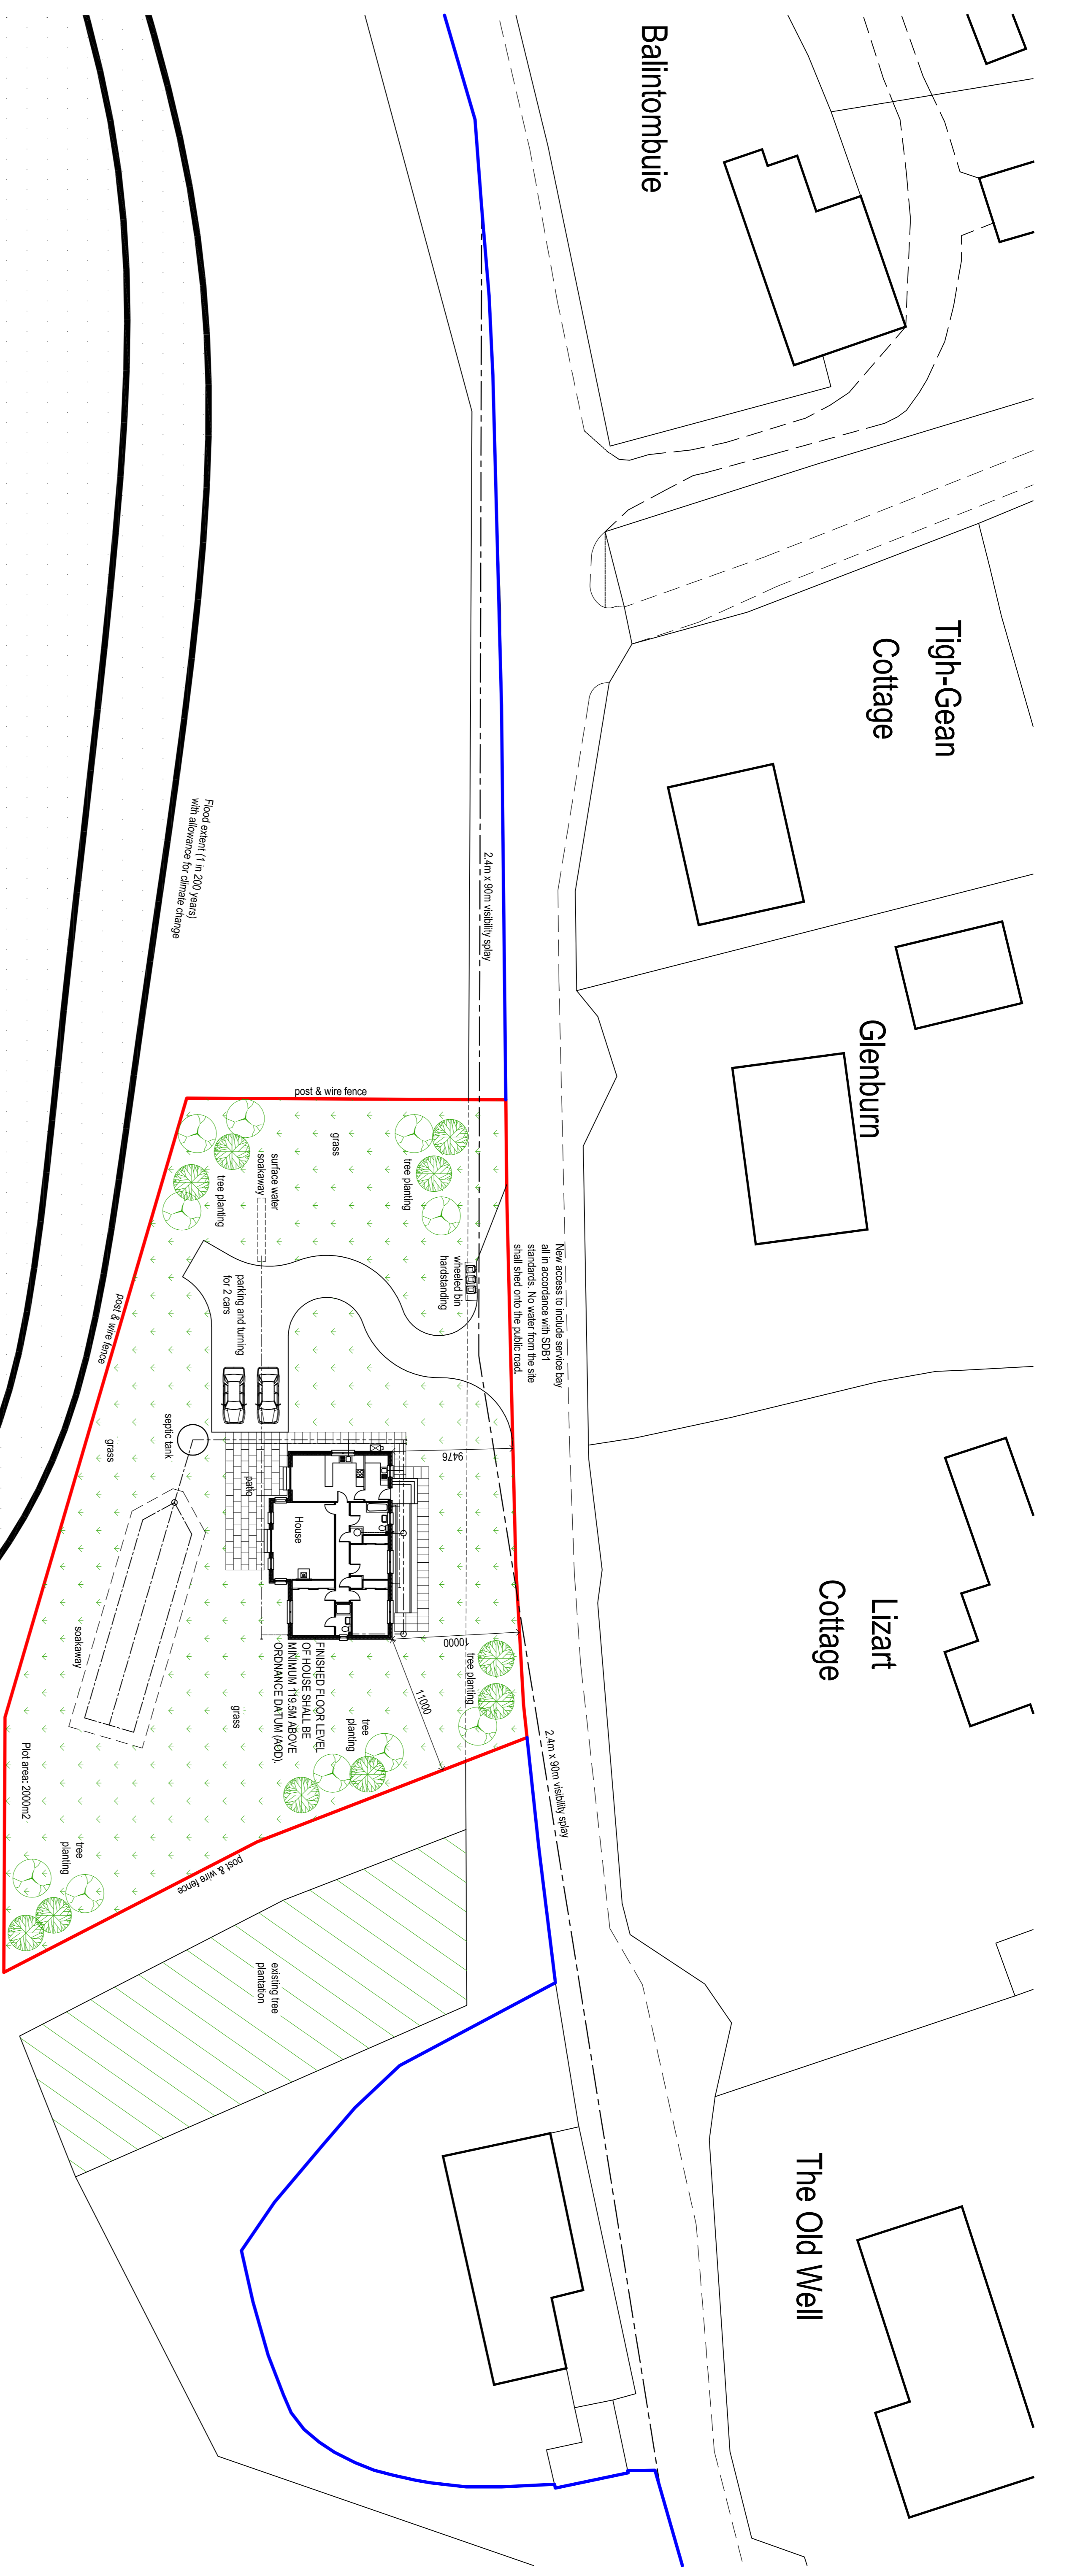 Balintombuie
Tigh-Gean
Cottage
Glenburn
Lizart
Cottage
The Old Well
2.4m x 90m visibility splay
Flood extent (1 in 200 years)
with allowance for climate change
post & wire fence
grass
tree planting
surface water
soakaway
tree planting
wheeled bin
hardstanding
New access to include service bay
all in accordance with SDB1
standards. No water from the site
shall shed onto the public road.
parking and turning
for 2 cars
post & wire fence
septic tank
grass
patio
House
9476
10000
11000
tree planting
FINISHED FLOOR LEVEL
OF HOUSE SHALL BE
MINIMUM 119.5M ABOVE
ORDNANCE DATUM (AOD).
tree
planting
grass
soakaway
2.4m x 90m visibility splay
Plot area: 2000m2
tree
planting
post & wire fence
existing tree
plantation